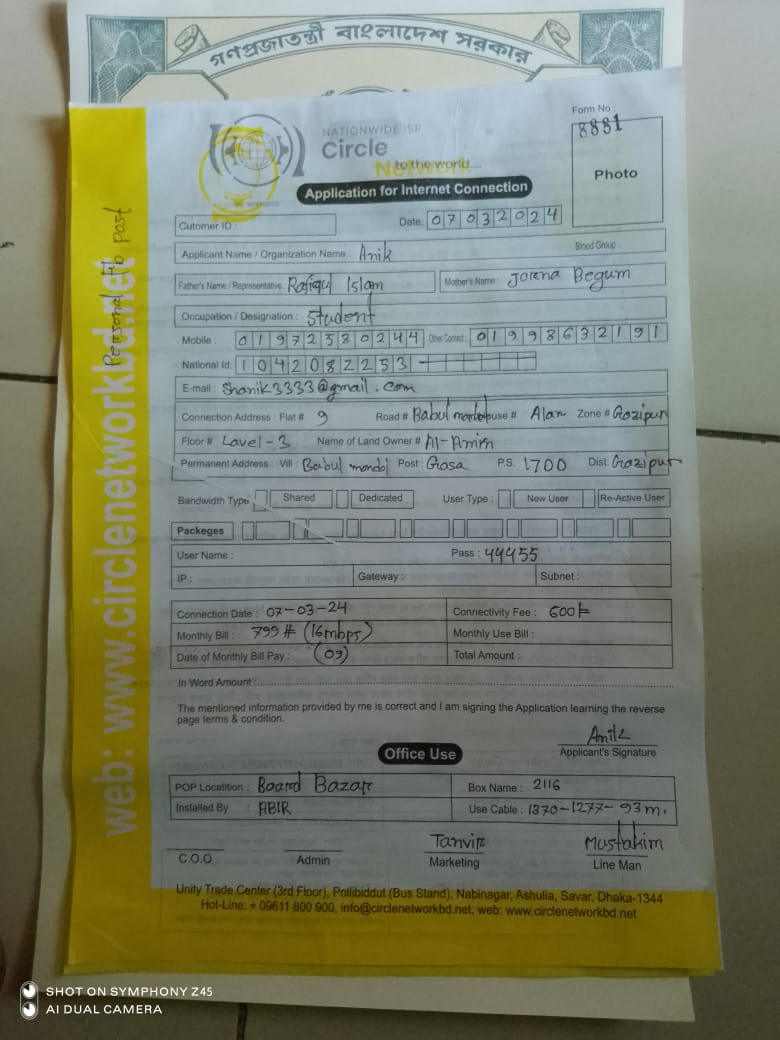 গণপ্রজাতন্ত্রী বাংলাদেশ সরকার
Form No :
8881
Photo
NATIONWIDE ISP
Circle
Network
to the world....
Application for Internet Connection
Cutomer ID :
Date: 07032024
Applicant Name / Organization Name : Anik
Blood Group :
Father's Name / Representative : Rafiqul Islam
Mother's Name : Jorena Begum
Occupation / Designation : Student
Mobile : 01972580244 Other Contact : 01998632191
National Id: 1042082253
E-mail : Shanik3333@gmail.com
Connection Address : Flat # 9 Road # Babul House # Alam Zone # Gazipur
Floor # Lavel-3 Name of Land Owner # Al-Amin
Permanent Address : Vill : Babul mondol Post : Gosa P.S. 1700 Dist: Gazipur
Bandwidth Type Shared Dedicated User Type : New User Re-Active User
Packeges
User Name : Pass : 44455
IP : Gateway : Subnet :
Connection Date : 07-03-24 Connectivity Fee : 600/=
Monthly Bill : 799 # (16mbps) Monthly Use Bill :
Date of Monthly Bill Pay : (03) Total Amount :
In Word Amount :
The mentioned information provided by me is correct and I am signing the Application learning the reverse
page terms & condition.
Anik
Applicant's Signature
Office Use
POP Locatition : Board Bazar Box Name : 2116
Installed By : ABIR Use Cable : 1370-1277-93m.
Tanvir Mustakim
C.O.O Admin Marketing Line Man
Unity Trade Center (3rd Floor), Pollibiddut (Bus Stand), Nabinagar, Ashulia, Savar, Dhaka-1344
Hot-Line: + 09611 800 900, info@circlenetworkbd.net, web: www.circlenetworkbd.net
web: www.circlenetworkbd.net
Personal Fb post
SHOT ON SYMPHONY Z45
AI DUAL CAMERA